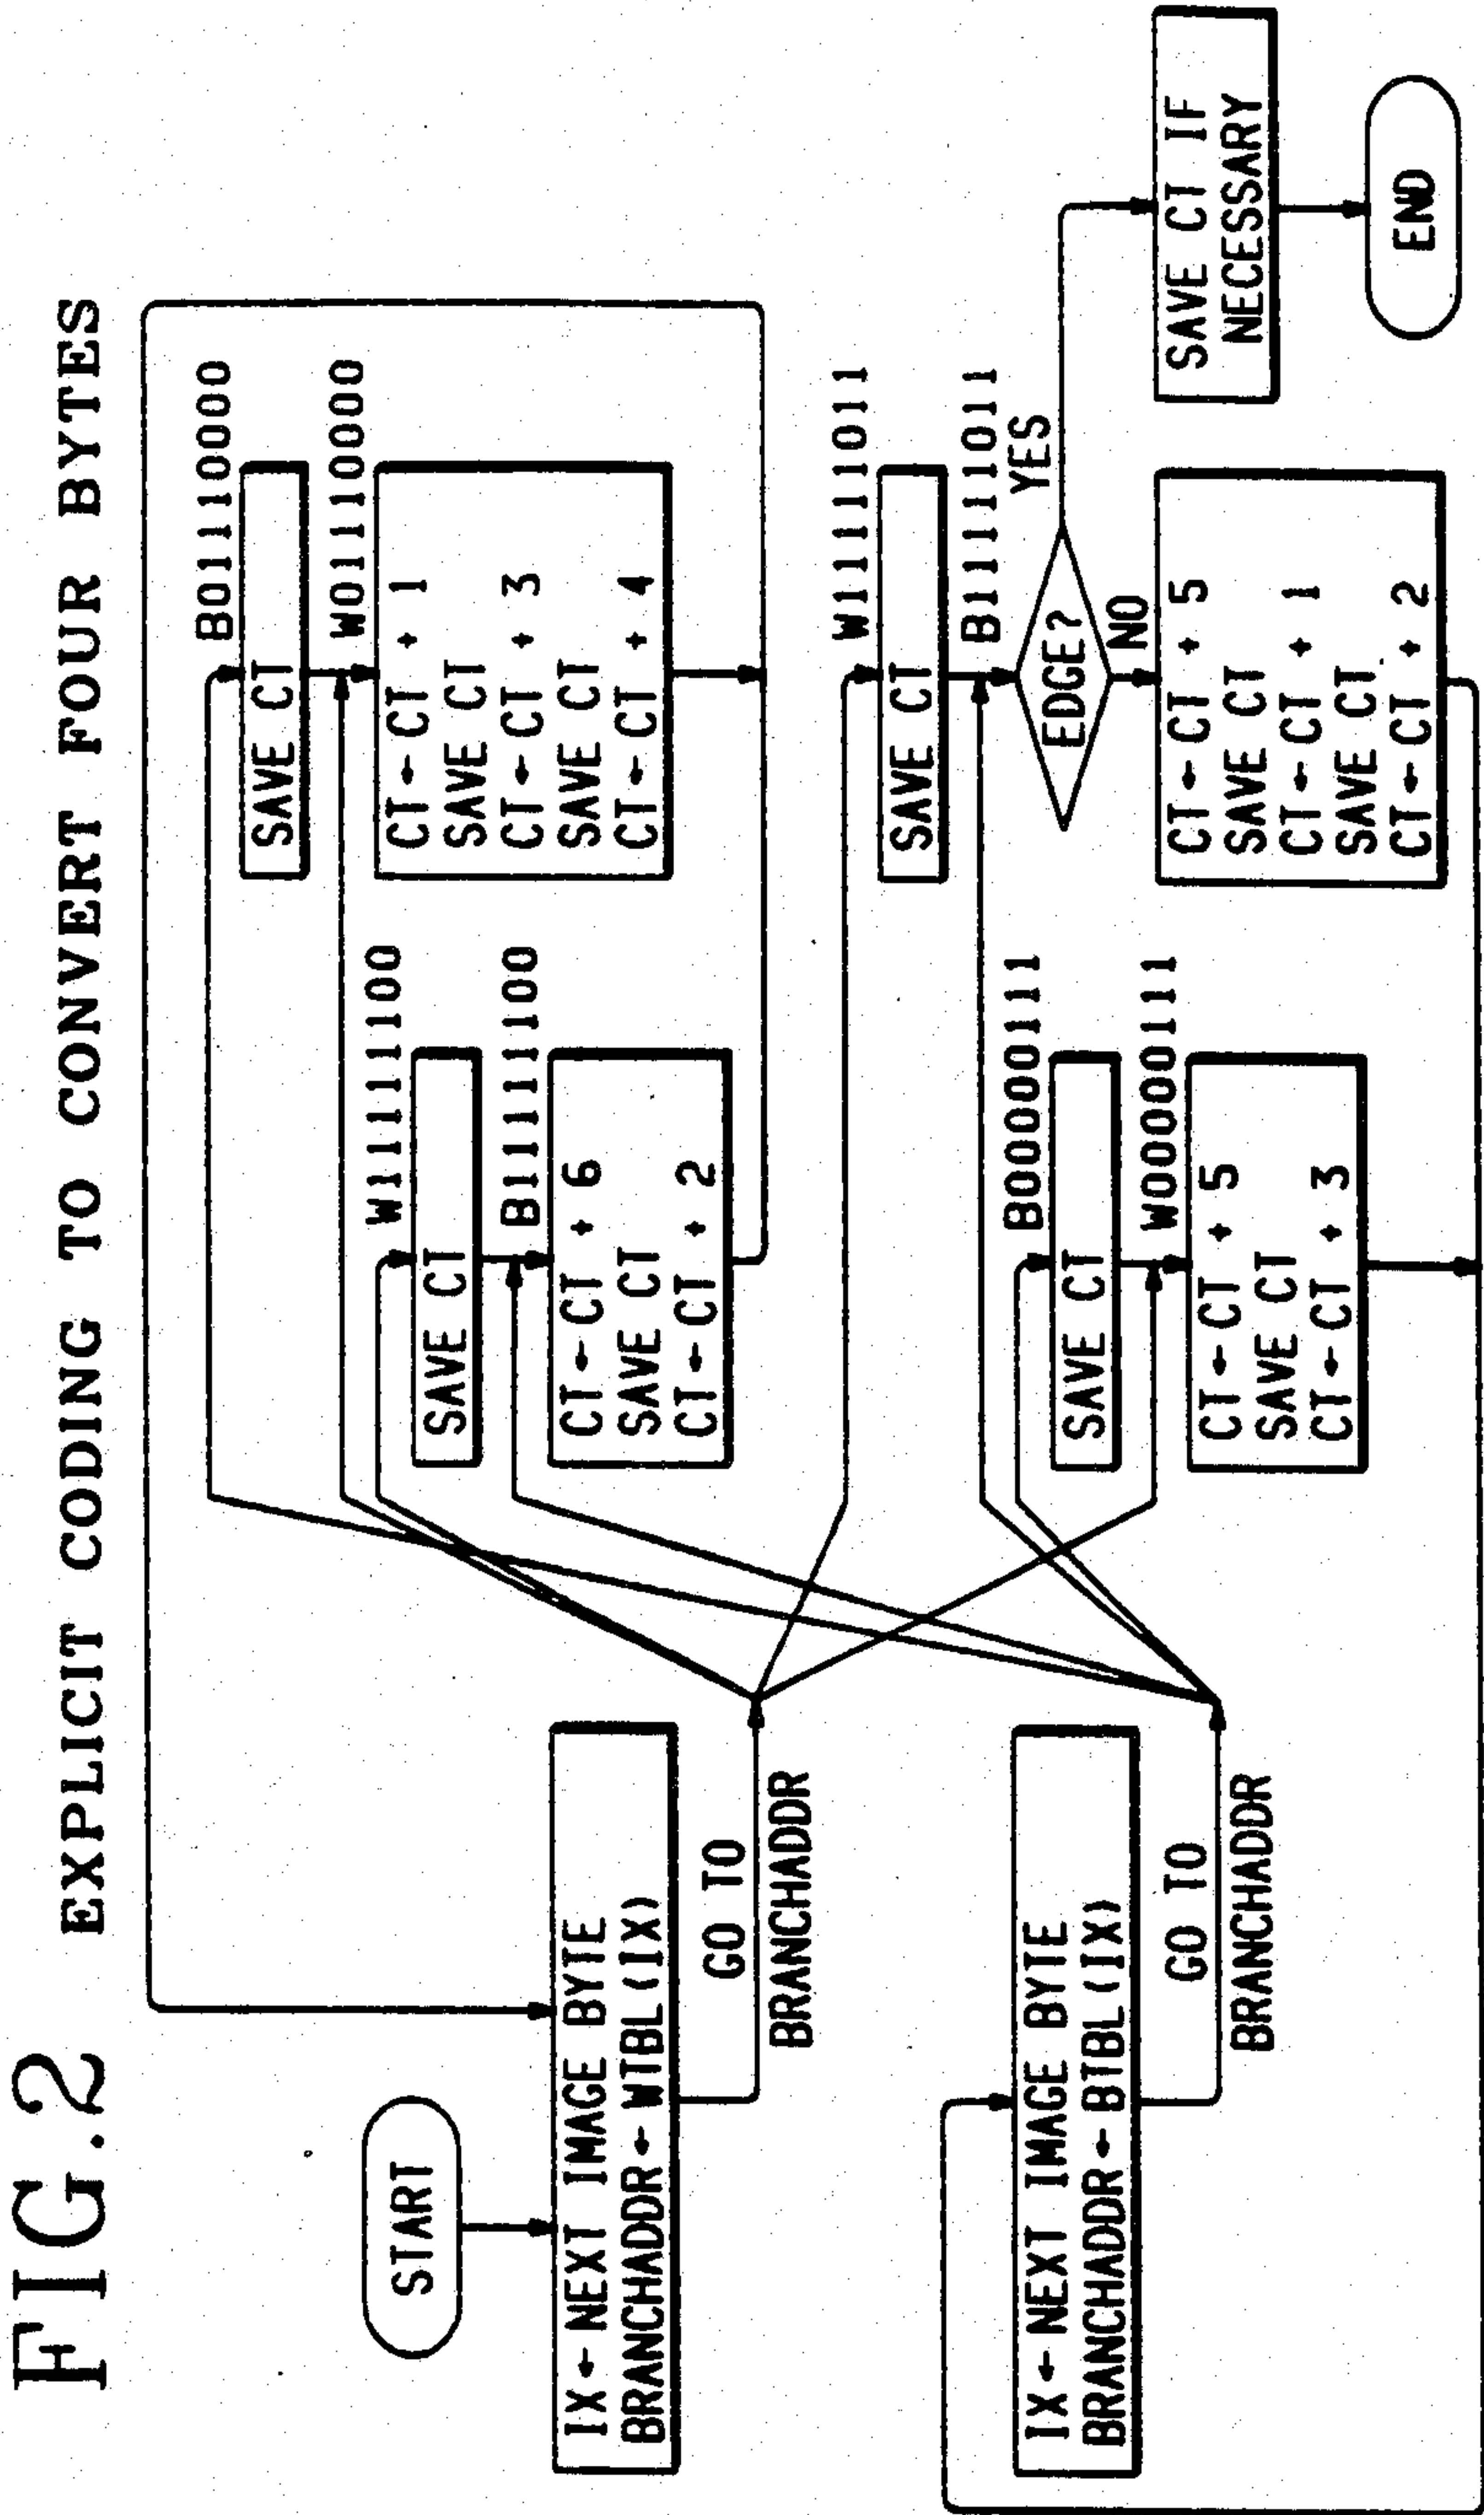 FIG.2
EXPLICIT CODING TO CONVERT FOUR BYTES
START
IX ← NEXT IMAGE BYTE
BRANCHADDR ← WTBL(IX)
GO TO
BRANCHADDR
IX ← NEXT IMAGE BYTE
BRANCHADDR ← BTBL(IX)
GO TO
BRANCHADDR
B01110000
SAVE CT
W01110000
CT ← CT + 1
SAVE CT
CT ← CT + 3
SAVE CT
CT ← CT + 4
W11111100
SAVE CT
B11111100
CT ← CT + 6
SAVE CT
CT ← CT + 2
W11111011
SAVE CT
B11111011
EDGE?
YES
NO
CT ← CT + 5
SAVE CT
CT ← CT + 1
SAVE CT
CT ← CT + 2
B00000111
SAVE CT
W00000111
CT ← CT + 5
SAVE CT
CT ← CT + 3
SAVE CT IF
NECESSARY
END